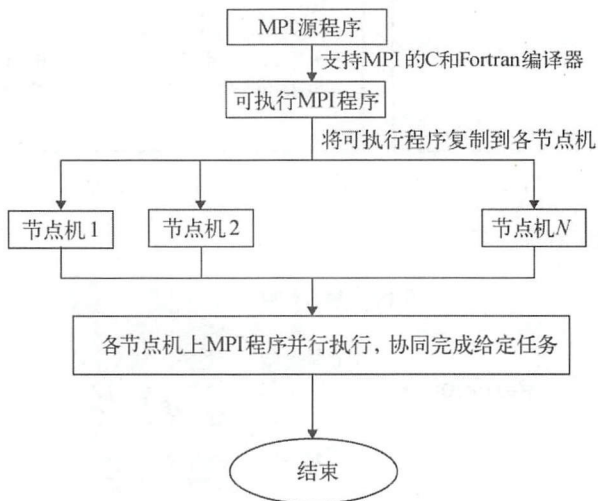 MPI源程序
支持MPI的C和Fortran编译器
可执行MPI程序
将可执行程序复制到各节点机
节点机1
节点机2
节点机N
各节点机上MPI程序并行执行，协同完成给定任务
结束